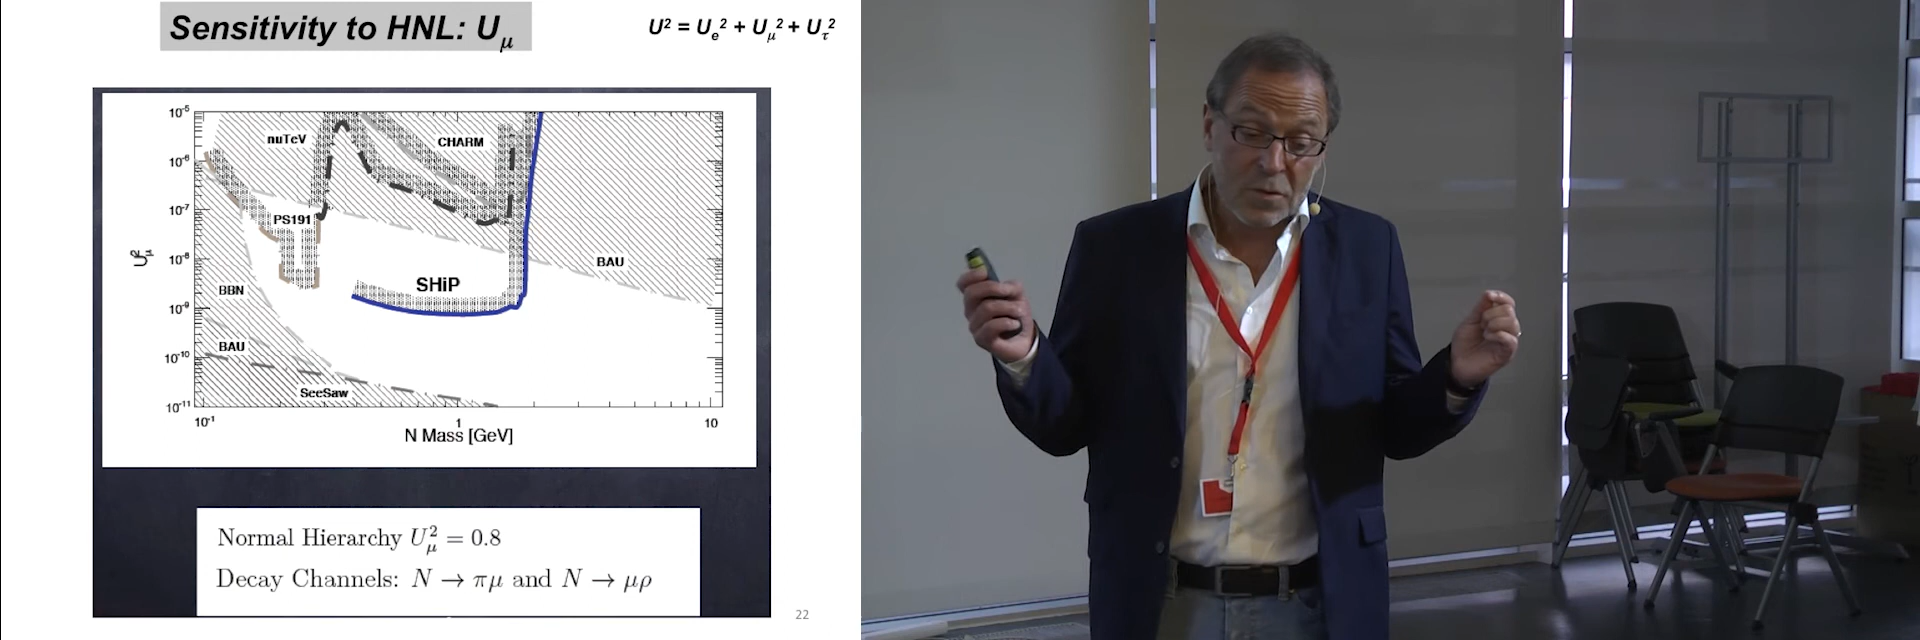 Sensitivity to HNL: Uμ
U² = Ue² + Uμ² + Uτ²
10⁻⁵
10⁻⁶
10⁻⁷
10⁻⁸
10⁻⁹
10⁻¹⁰
10⁻¹¹
U²μ
nuTeV
CHARM
PS191
BAU
SHiP
BBN
BAU
SeeSaw
10⁻¹
1
10
N Mass [GeV]
Normal Hierarchy U²μ = 0.8
Decay Channels: N → πμ and N → μρ
22